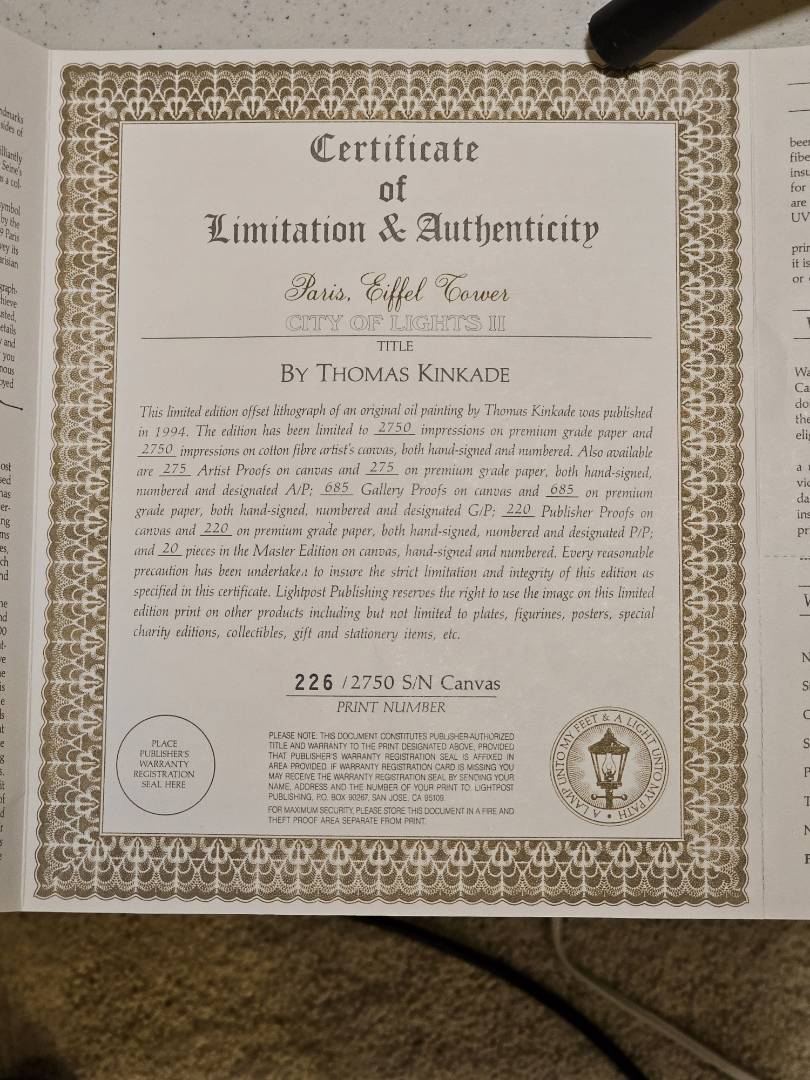 Certificate
of
Limitation & Authenticity
Paris, Eiffel Tower
CITY OF LIGHTS II
TITLE
BY THOMAS KINKADE
This limited edition offset lithograph of an original oil painting by Thomas Kinkade was published
in 1994. The edition has been limited to 2750 impressions on premium grade paper and
2750 impressions on cotton fibre artist's canvas, both hand-signed and numbered. Also available
are 275 Artist Proofs on canvas and 275 on premium grade paper, both hand-signed,
numbered and designated A/P; 685 Gallery Proofs on canvas and 685 on premium
grade paper, both hand-signed, numbered and designated G/P; 220 Publisher Proofs on
canvas and 220 on premium grade paper, both hand-signed, numbered and designated P/P;
and 20 pieces in the Master Edition on canvas, hand-signed and numbered. Every reasonable
precaution has been undertaken to insure the strict limitation and integrity of this edition as
specified in this certificate. Lightpost Publishing reserves the right to use the image on this limited
edition print on other products including but not limited to plates, figurines, posters, special
charity editions, collectibles, gift and stationery items, etc.
226 /2750 S/N Canvas
PRINT NUMBER
PLACE
PUBLISHER'S
WARRANTY
REGISTRATION
SEAL HERE
PLEASE NOTE: THIS DOCUMENT CONSTITUTES PUBLISHER-AUTHORIZED
TITLE AND WARRANTY TO THE PRINT DESIGNATED ABOVE, PROVIDED
THAT PUBLISHER'S WARRANTY REGISTRATION SEAL IS AFFIXED IN
AREA PROVIDED. IF WARRANTY REGISTRATION CARD IS MISSING YOU
MAY RECEIVE THE WARRANTY REGISTRATION SEAL BY SENDING YOUR
NAME, ADDRESS AND THE NUMBER OF YOUR PRINT TO: LIGHTPOST
PUBLISHING, P.O. BOX 90267, SAN JOSE, CA 95109.
FOR MAXIMUM SECURITY, PLEASE STORE THIS DOCUMENT IN A FIRE AND
THEFT PROOF AREA SEPARATE FROM PRINT.
A LAMP UNTO MY FEET & A LIGHT UNTO MY PATH